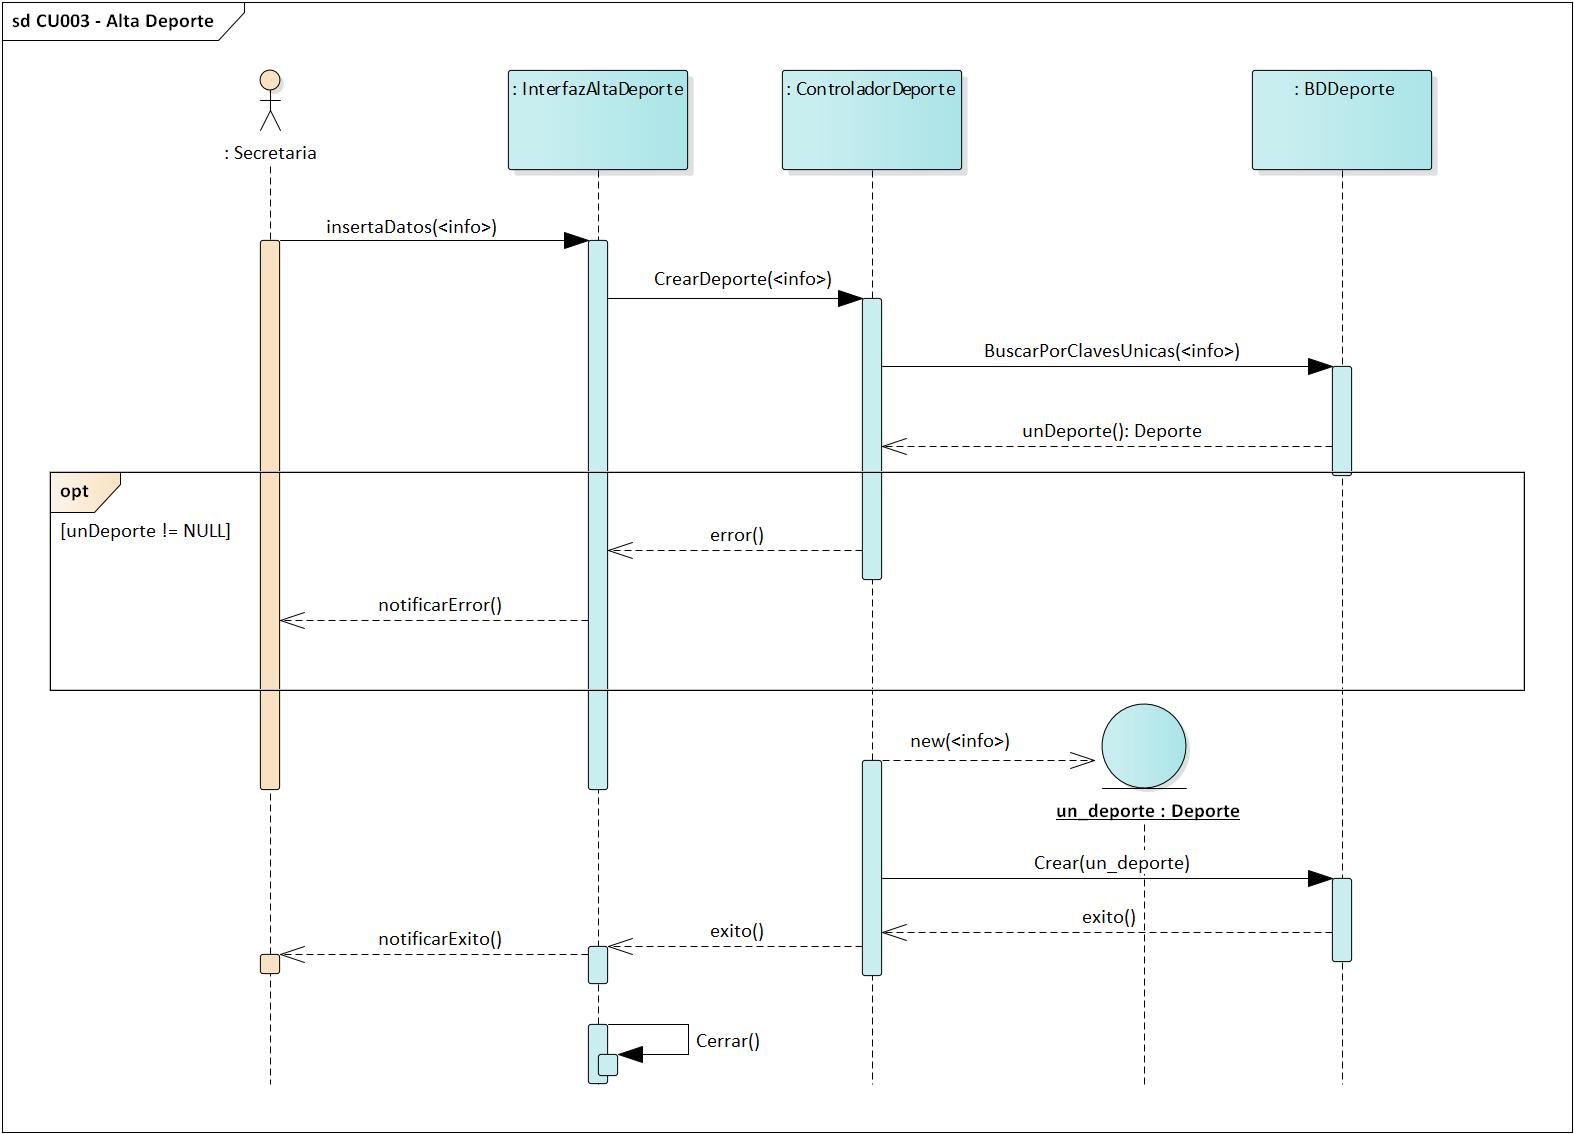 sd CU003 - Alta Deporte
: Secretaria
: InterfazAltaDeporte
: ControladorDeporte
: BDDeporte
insertaDatos(<info>)
CrearDeporte(<info>)
BuscarPorClavesUnicas(<info>)
unDeporte(): Deporte
opt
[unDeporte != NULL]
error()
notificarError()
new(<info>)
un_deporte : Deporte
Crear(un_deporte)
exito()
exito()
notificarExito()
Cerrar()